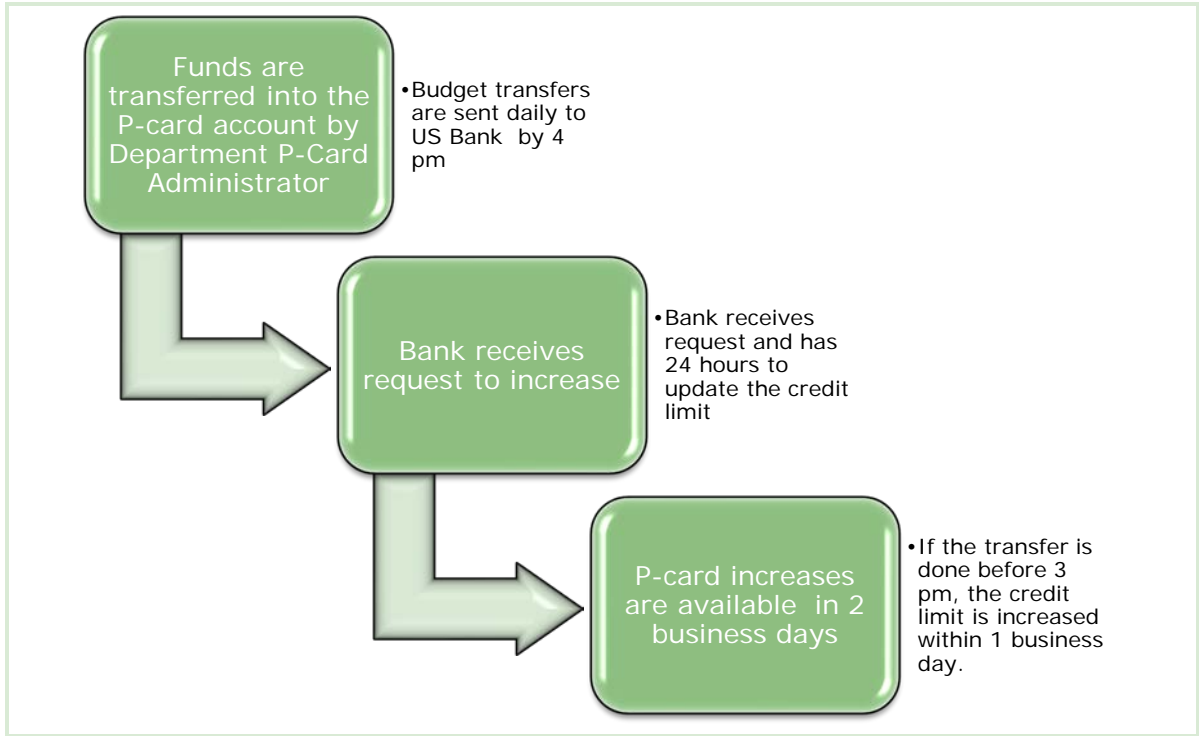 Funds are
transferred into the
P-card account by
Department P-Card
Administrator
•Budget transfers
are sent daily to
US Bank by 4
pm
Bank receives
request to increase
•Bank receives
request and has
24 hours to
update the credit
limit
P-card increases
are available in 2
business days
•If the transfer is
done before 3
pm, the credit
limit is increased
within 1 business
day.